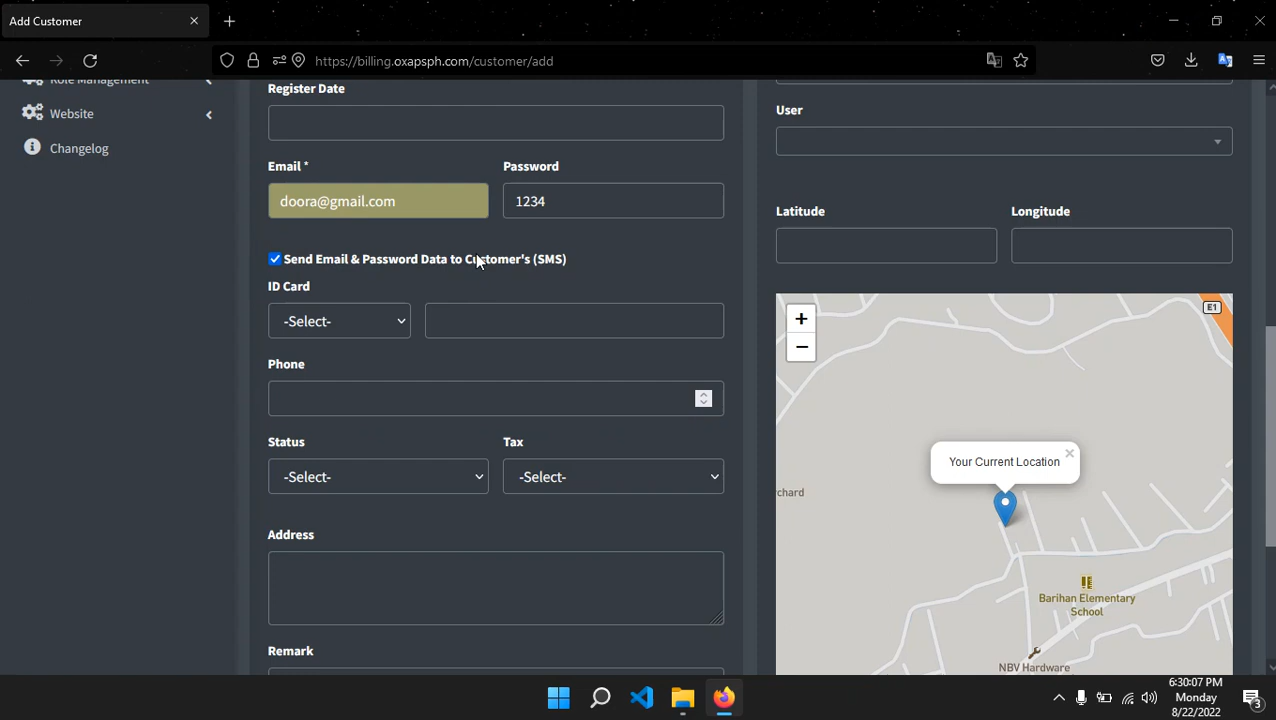 Add Customer
https://billing.oxapsph.com/customer/add
Role Management
Website
Changelog
Register Date
Email *
Password
doora@gmail.com
1234
Send Email & Password Data to Customer's (SMS)
ID Card
-Select-
Phone
Status
Tax
-Select-
-Select-
Address
Remark
User
Latitude
Longitude
+
−
E1
Your Current Location
×
chard
Barihan Elementary
School
NBV Hardware
6:30:07 PM
Monday
8/22/2022
3